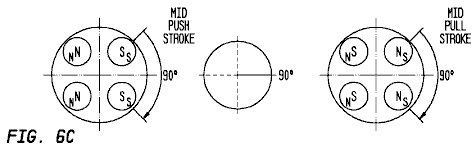 MID
PUSH
STROKE
N N
S S
90°
N N
S S
90°
MID
PULL
STROKE
N S
N S
90°
N S
N S
FIG. 6C